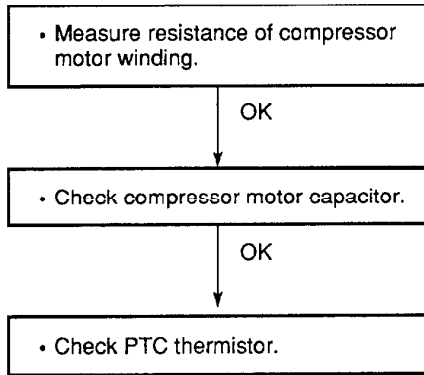 • Measure resistance of compressor
motor winding.
OK
• Check compressor motor capacitor.
OK
• Check PTC thermistor.